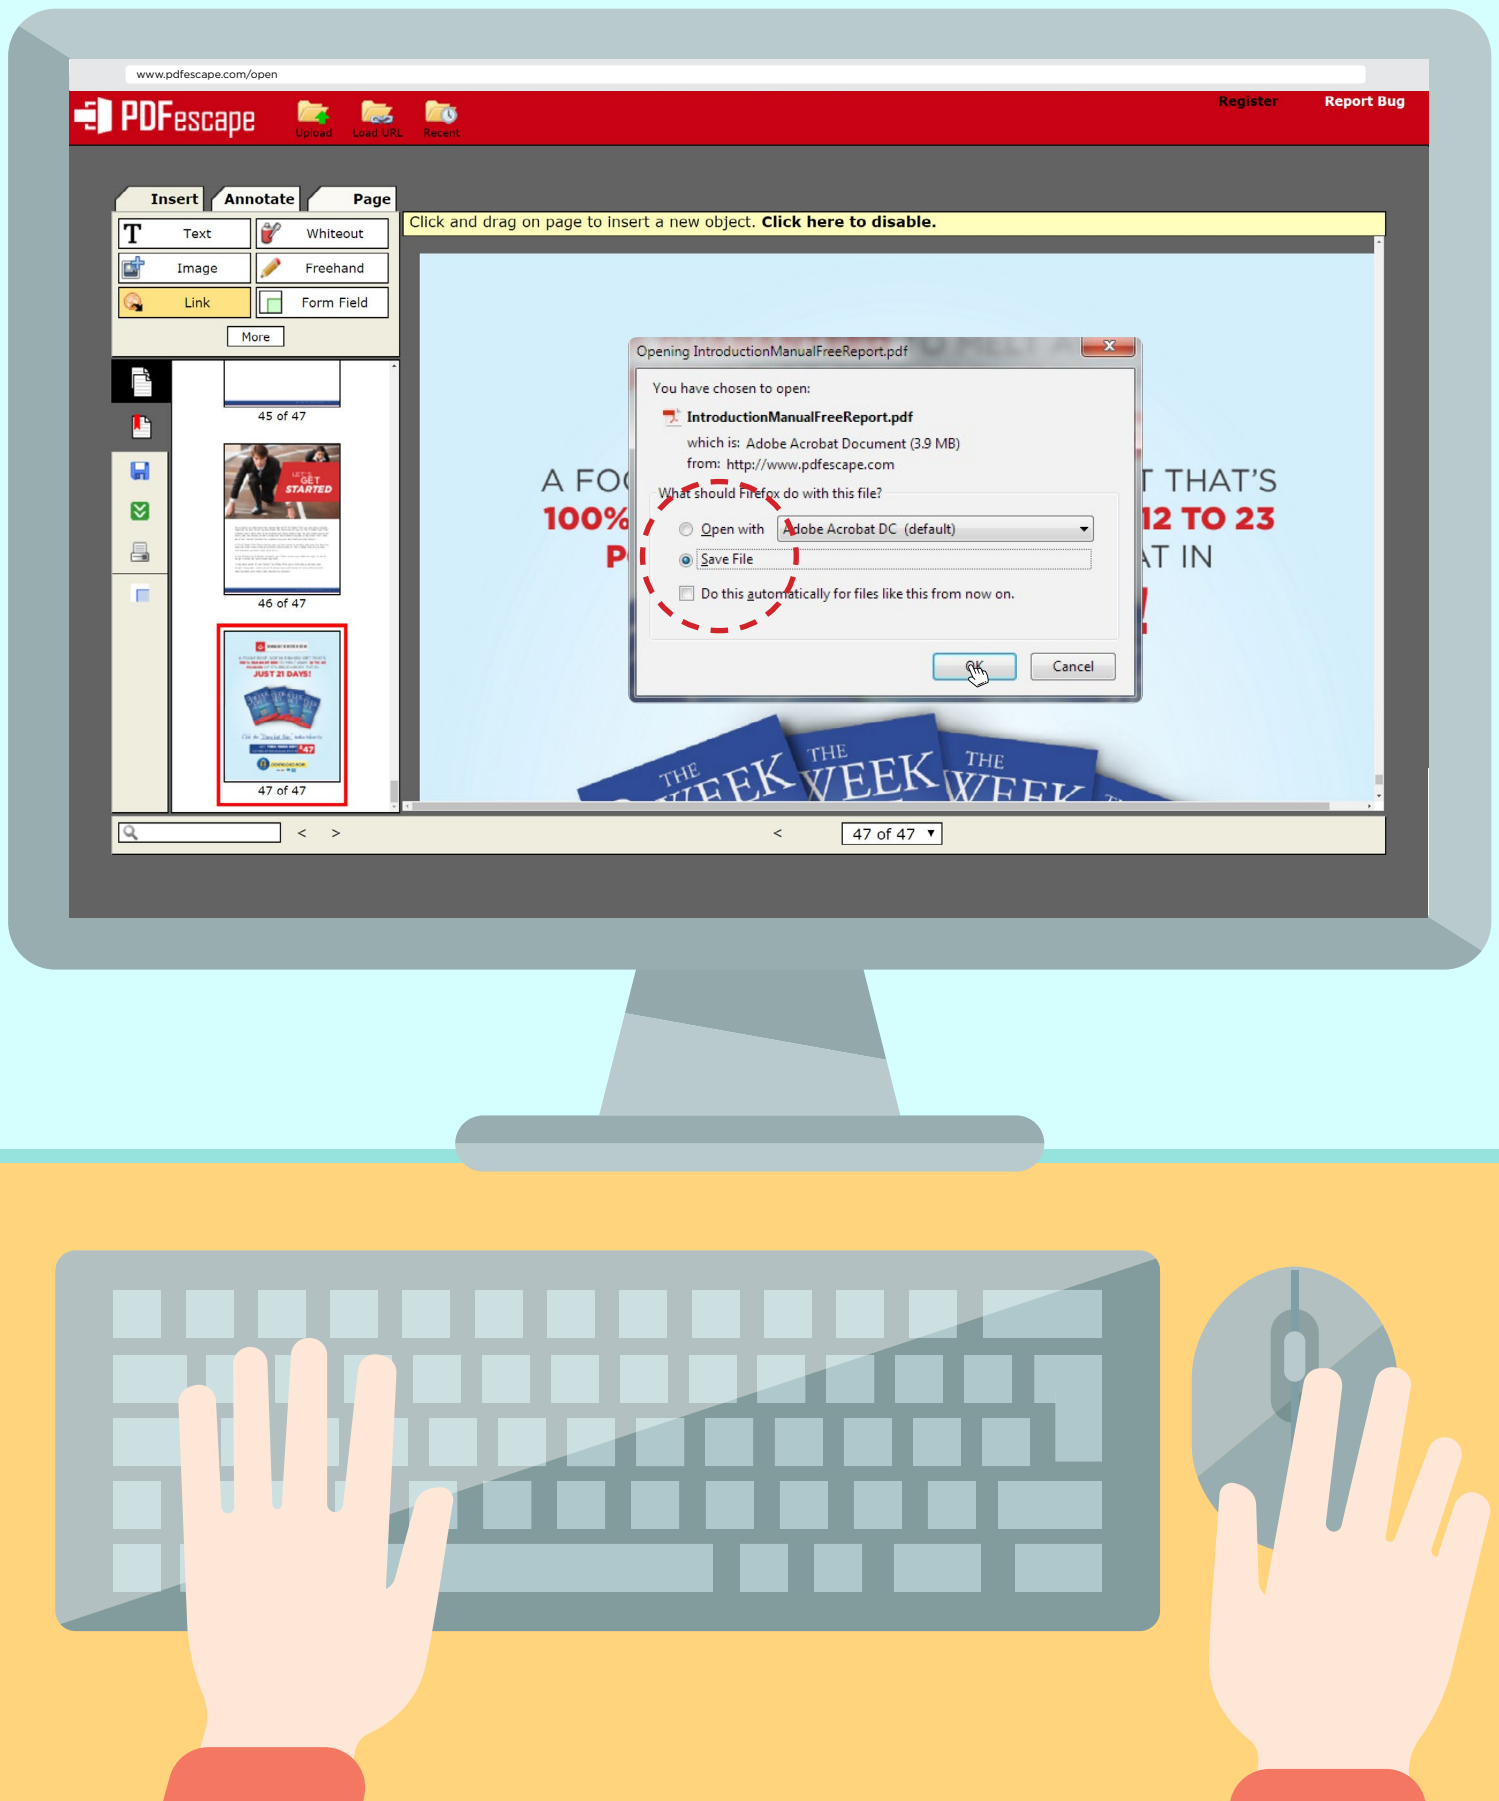 www.pdfescape.com/open
PDFescape
Upload
Load URL
Recent
Register
Report Bug
Insert
Annotate
Page
Text
Whiteout
Image
Freehand
Link
Form Field
More
Click and drag on page to insert a new object. Click here to disable.
45 of 47
LET'S
GET
STARTED
46 of 47
JUST 21 DAYS!
$47
DOWNLOAD NOW
47 of 47
Opening IntroductionManualFreeReport.pdf
You have chosen to open:
IntroductionManualFreeReport.pdf
which is: Adobe Acrobat Document (3.9 MB)
from: http://www.pdfescape.com
What should Firefox do with this file?
Open with
Adobe Acrobat DC (default)
Save File
Do this automatically for files like this from now on.
OK
Cancel
THAT'S
100%
12 TO 23
IN
THE
WEEK
THE
WEEK
THE
WEEK
< >
<
47 of 47